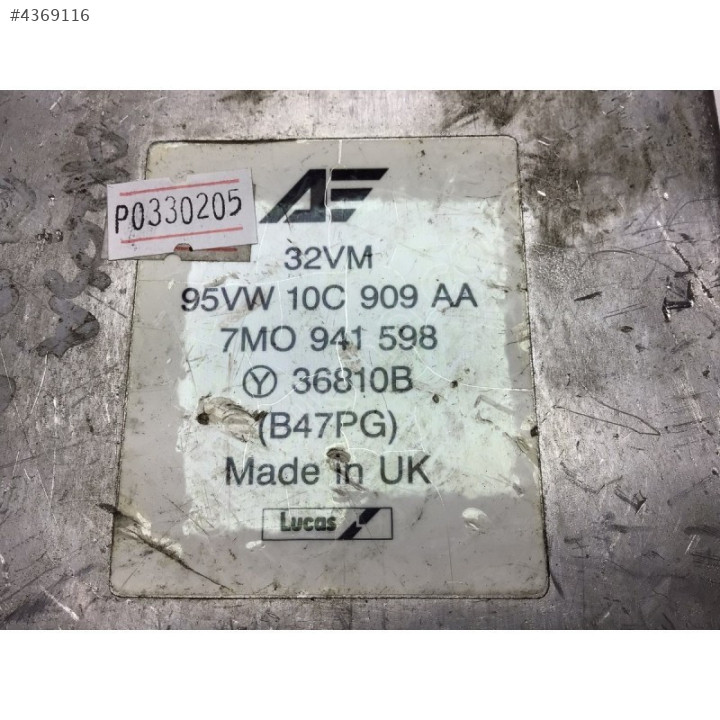 #4369116
P0330205
AE
32VM
95VW 10C 909 AA
7MO 941 598
Y 36810B
(B47PG)
Made in UK
Lucas